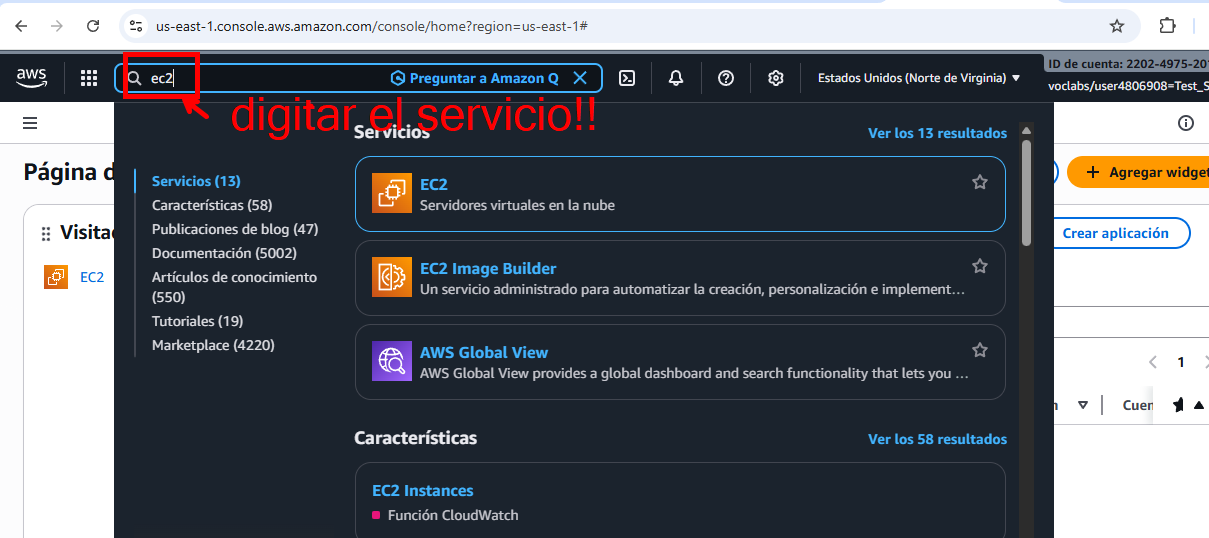 us-east-1.console.aws.amazon.com/console/home?region=us-east-1#
aws
ec2
Preguntar a Amazon Q
Estados Unidos (Norte de Virginia)
ID de cuenta: 2202-4975-201
voclabs/user4806908=Test_S
digitar el servicio!!
Página d
Agregar widget
Visitad
EC2
Crear aplicación
1
Cuen
Servicios (13)
Características (58)
Publicaciones de blog (47)
Documentación (5002)
Artículos de conocimiento
(550)
Tutoriales (19)
Marketplace (4220)
Servicios
Ver los 13 resultados
EC2
Servidores virtuales en la nube
EC2 Image Builder
Un servicio administrado para automatizar la creación, personalización e implement…
AWS Global View
AWS Global View provides a global dashboard and search functionality that lets you …
Características
Ver los 58 resultados
EC2 Instances
Función CloudWatch